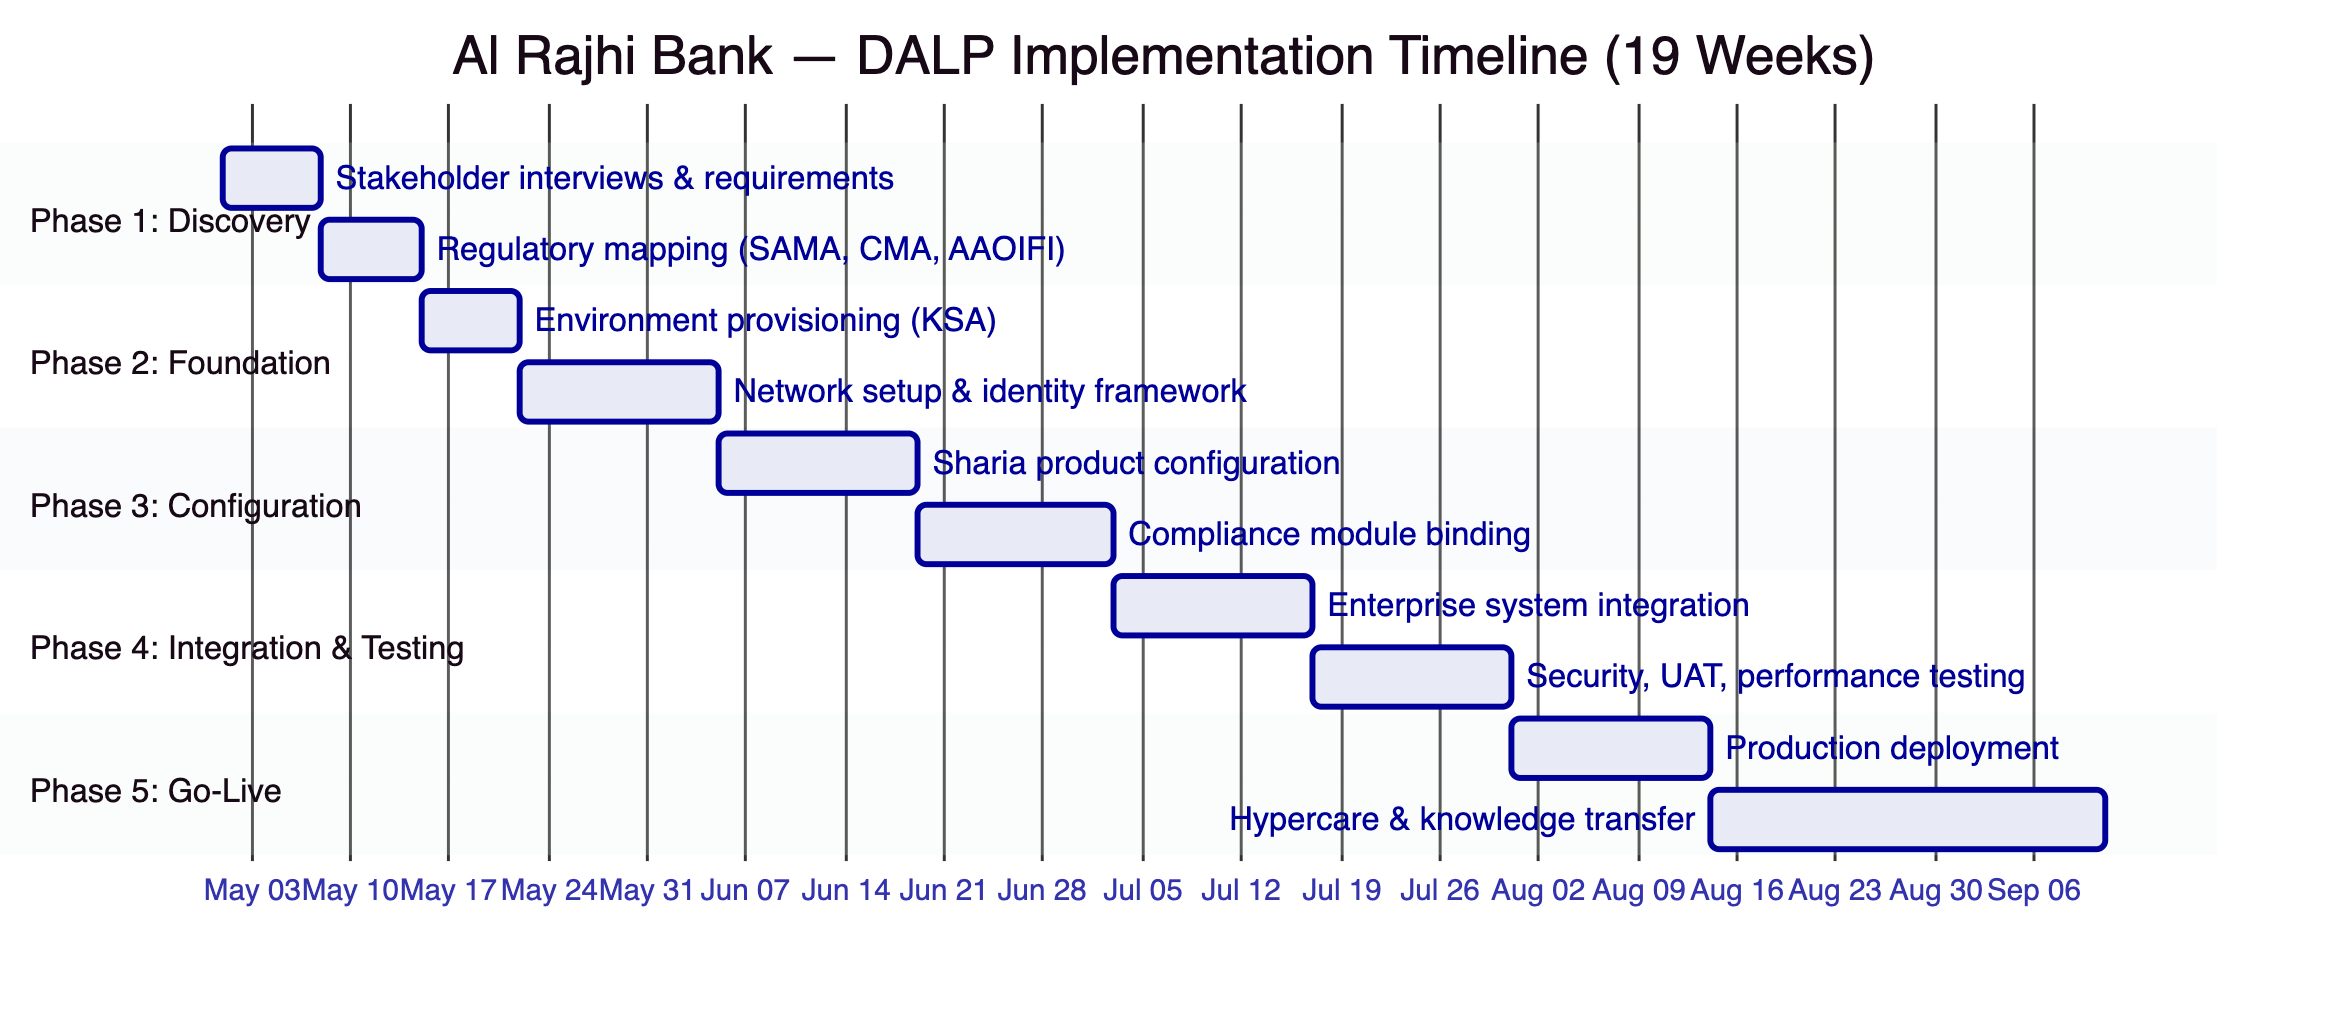 Al Rajhi Bank — DALP Implementation Timeline (19 Weeks)
Stakeholder interviews & requirements
Phase 1: Discovery
Regulatory mapping (SAMA, CMA, AAOIFI)
Environment provisioning (KSA)
Phase 2: Foundation
Network setup & identity framework
Sharia product configuration
Phase 3: Configuration
Compliance module binding
Enterprise system integration
Phase 4: Integration & Testing
Security, UAT, performance testing
Production deployment
Phase 5: Go-Live
Hypercare & knowledge transfer
May 03 May 10 May 17 May 24 May 31 Jun 07 Jun 14 Jun 21 Jun 28 Jul 05 Jul 12 Jul 19 Jul 26 Aug 02 Aug 09 Aug 16 Aug 23 Aug 30 Sep 06